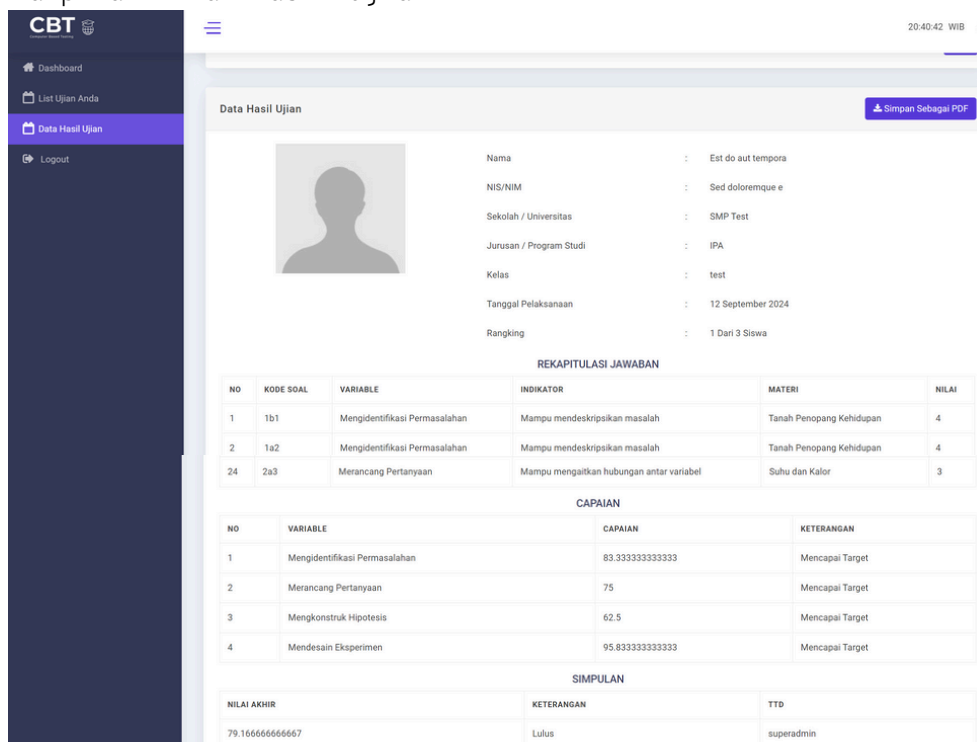 CBT
20:40:42 WIB
Dashboard
List Ujian Anda
Data Hasil Ujian
Logout
Data Hasil Ujian
Simpan Sebagai PDF
Nama : Est do aut tempora
NIS/NIM : Sed doloremque e
Sekolah / Universitas : SMP Test
Jurusan / Program Studi : IPA
Kelas : test
Tanggal Pelaksanaan : 12 September 2024
Rangking : 1 Dari 3 Siswa
REKAPITULASI JAWABAN
NO KODE SOAL VARIABLE INDIKATOR MATERI NILAI
1 1b1 Mengidentifikasi Permasalahan Mampu mendeskripsikan masalah Tanah Penopang Kehidupan 4
2 1a2 Mengidentifikasi Permasalahan Mampu mendeskripsikan masalah Tanah Penopang Kehidupan 4
24 2a3 Merancang Pertanyaan Mampu mengaitkan hubungan antar variabel Suhu dan Kalor 3
CAPAIAN
NO VARIABLE CAPAIAN KETERANGAN
1 Mengidentifikasi Permasalahan 83.333333333333 Mencapai Target
2 Merancang Pertanyaan 75 Mencapai Target
3 Mengkonstruk Hipotesis 62.5 Mencapai Target
4 Mendesain Eksperimen 95.833333333333 Mencapai Target
SIMPULAN
NILAI AKHIR KETERANGAN TTD
79.166666666667 Lulus superadmin